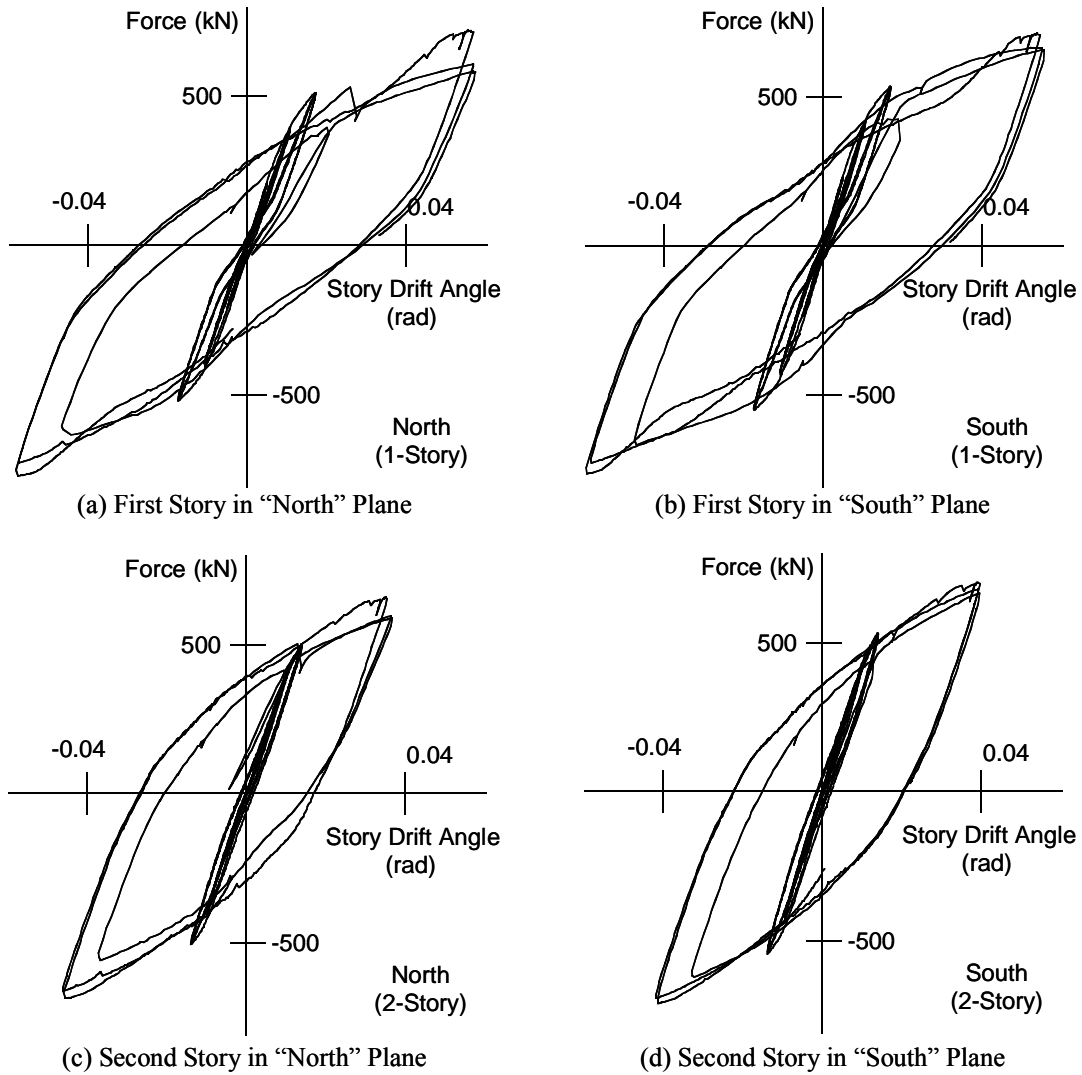 Force (kN)
500
-0.04
0.04
Story Drift Angle
(rad)
-500
North
(1-Story)
(a) First Story in “North” Plane
Force (kN)
500
-0.04
0.04
Story Drift Angle
(rad)
-500
South
(1-Story)
(b) First Story in “South” Plane
Force (kN)
500
-0.04
0.04
Story Drift Angle
(rad)
-500
North
(2-Story)
(c) Second Story in “North” Plane
Force (kN)
500
-0.04
0.04
Story Drift Angle
(rad)
-500
South
(2-Story)
(d) Second Story in “South” Plane